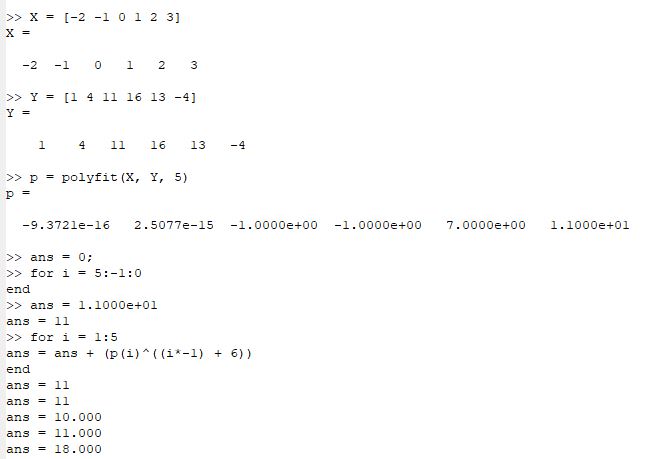 >> X = [-2 -1 0 1 2 3]
X =
-2 -1 0 1 2 3
>> Y = [1 4 11 16 13 -4]
Y =
1 4 11 16 13 -4
>> p = polyfit(X, Y, 5)
p =
-9.3721e-16 2.5077e-15 -1.0000e+00 -1.0000e+00 7.0000e+00 1.1000e+01
>> ans = 0;
>> for i = 5:-1:0
end
>> ans = 1.1000e+01
ans = 11
>> for i = 1:5
ans = ans + (p(i)^((i*-1) + 6))
end
ans = 11
ans = 11
ans = 10.000
ans = 11.000
ans = 18.000